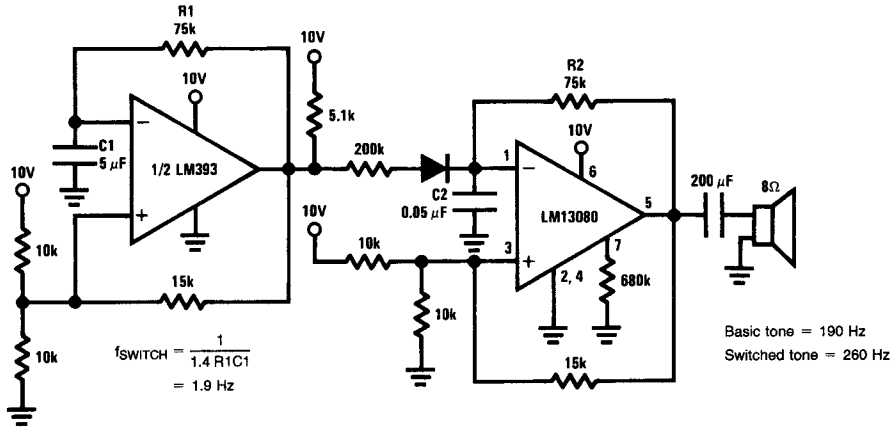 R1
75k
10V
10V
5.1k
R2
75k
10V
–
C1
5 µF
1/2 LM393
+
10V
200k
1
–
6
C2
0.05 µF
LM13080
5
200 µF
8Ω
10V
10k
3
+
7
2, 4
680k
10k
15k
10k
10k
15k
fSWITCH = 1
1.4 R1C1
= 1.9 Hz
Basic tone = 190 Hz
Switched tone = 260 Hz